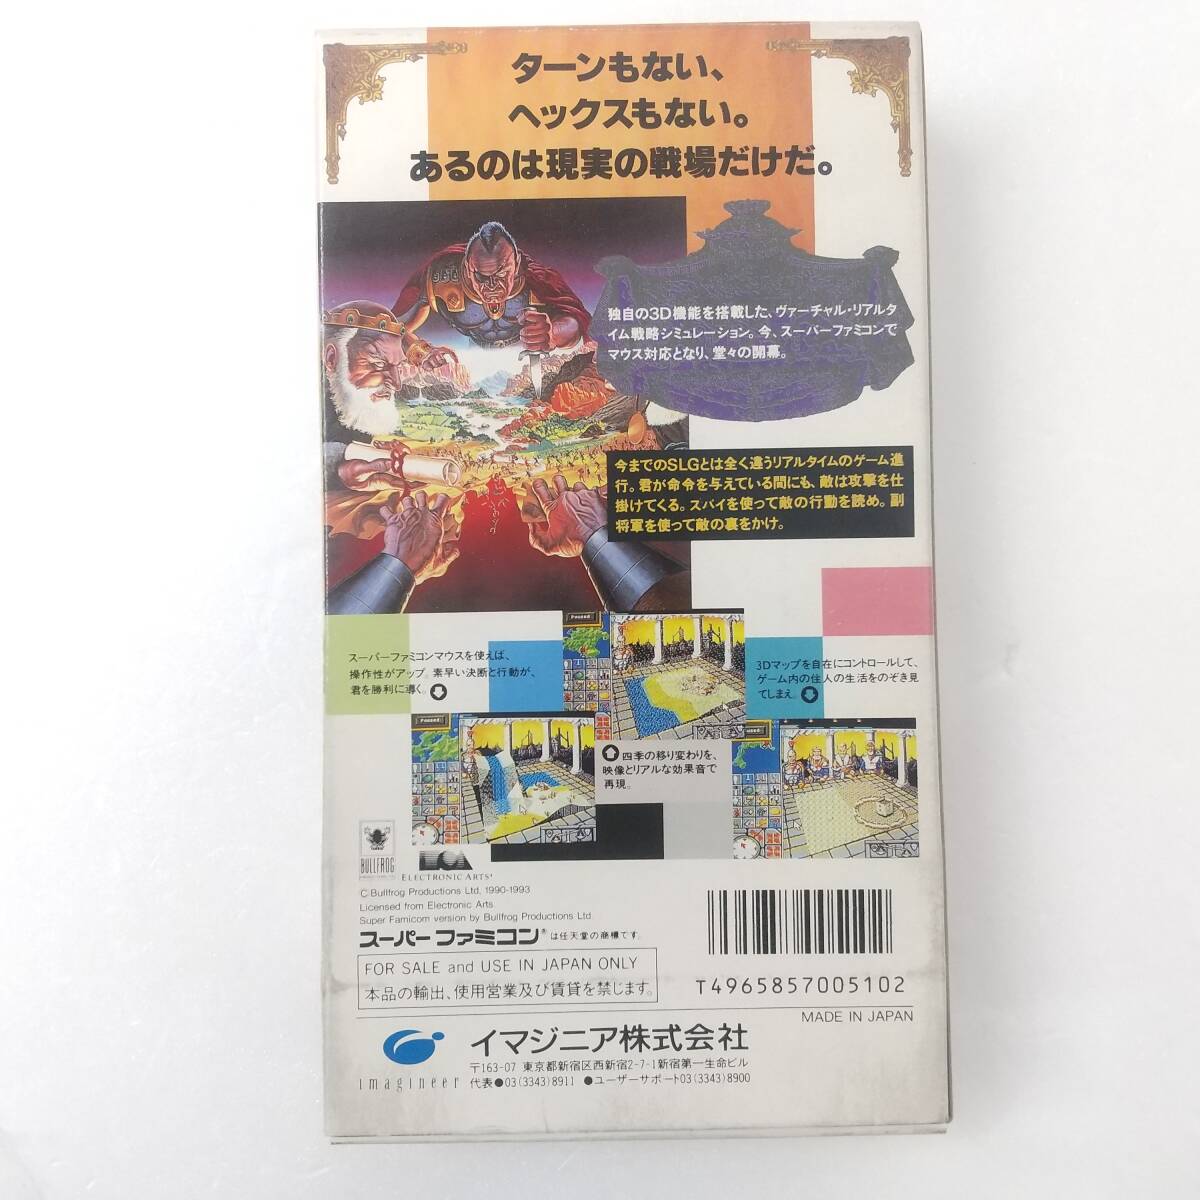 ターンもない、
ヘックスもない。
あるのは現実の戦場だけだ。
独自の3D機能を搭載した、ヴァーチャル・リアルタ
イム戦略シミュレーション。今、スーパーファミコンで
マウス対応となり、堂々の開幕。
今までのSLGとは全く違うリアルタイムのゲーム進
行。君が命令を与えている間にも、敵は攻撃を仕
掛けてくる。スパイを使って敵の行動を読め。副
将軍を使って敵の裏をかけ。
スーパーファミコンマウスを使えば、
操作性がアップ。素早い決断と行動が、
君を勝利に導く。
Paused
3Dマップを自在にコントロールして、
ゲーム内の住人の生活をのぞき見
てしまえ。
Paused
四季の移り変わりを、
映像とリアルな効果音で
再現。
BULLFROG
ELECTRONIC ARTS
© Bullfrog Productions Ltd, 1990-1993
Licensed from Electronic Arts
Super Famicom version by Bullfrog Productions Ltd.
スーパーファミコン®は任天堂の商標です。
FOR SALE and USE IN JAPAN ONLY
本品の輸出、使用営業及び賃貸を禁じます。
T4965857005102
MADE IN JAPAN
imagineer
イマジニア株式会社
〒163-07 東京都新宿区西新宿2-7-1新宿第一生命ビル
代表●03(3343)8911 ●ユーザーサポート03(3343)8900